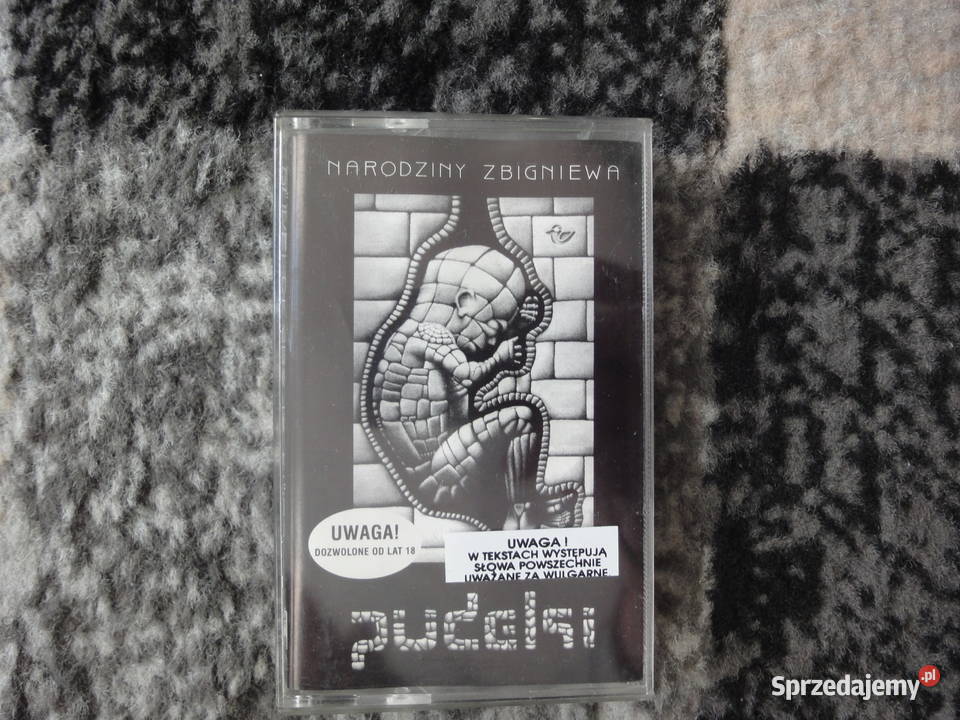 NARODZINY ZBIGNIEWA
UWAGA!
DOZWOLONE OD LAT 18
UWAGA !
W TEKSTACH WYSTĘPUJĄ
SŁOWA POWSZECHNIE
UWAŻANE ZA WULGARNE
pudelsi
Sprzedajemy.pl